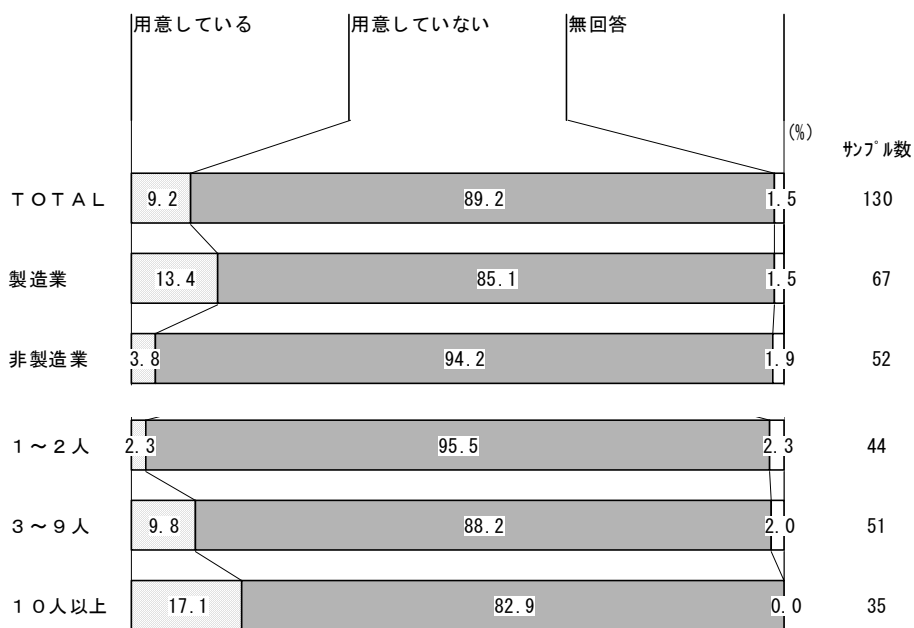 用意している 用意していない 無回答
(%)
ｻﾝﾌﾟﾙ数
ＴＯＴＡＬ 9.2 89.2 1.5 130
製造業 13.4 85.1 1.5 67
非製造業 3.8 94.2 1.9 52
１～２人 2.3 95.5 2.3 44
３～９人 9.8 88.2 2.0 51
１０人以上 17.1 82.9 0.0 35